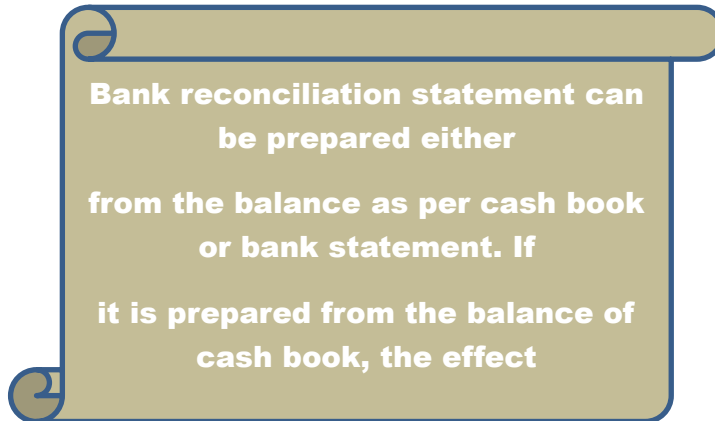 Bank reconciliation statement can
be prepared either
from the balance as per cash book
or bank statement. If
it is prepared from the balance of
cash book, the effect